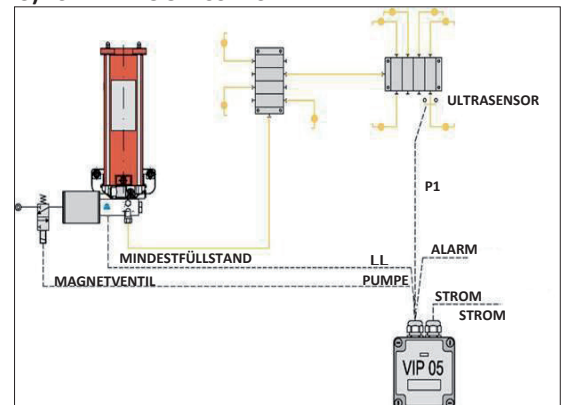 ULTRASENSOR
P1
ALARM
MINDESTFÜLLSTAND
LL
MAGNETVENTIL
PUMPE
STROM
STROM
VIP 05